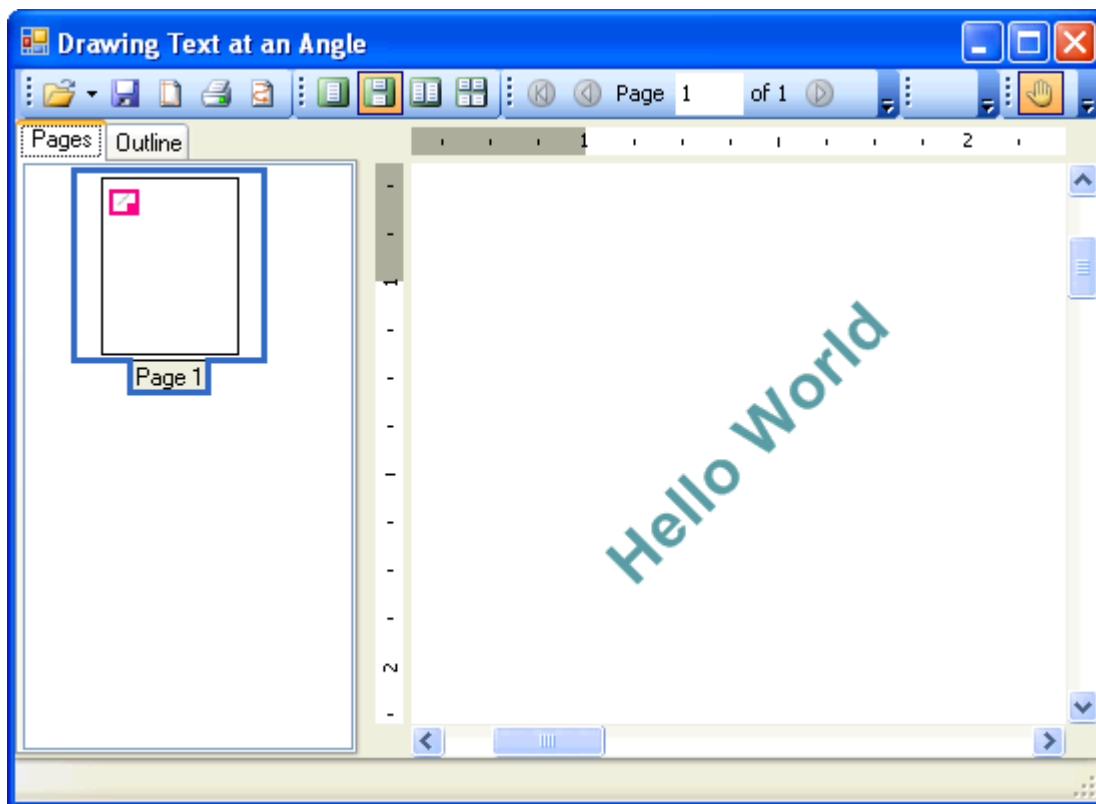 Drawing Text at an Angle
Page 1 of 1
Pages Outline
1 2
Page 1
1
2
Hello World